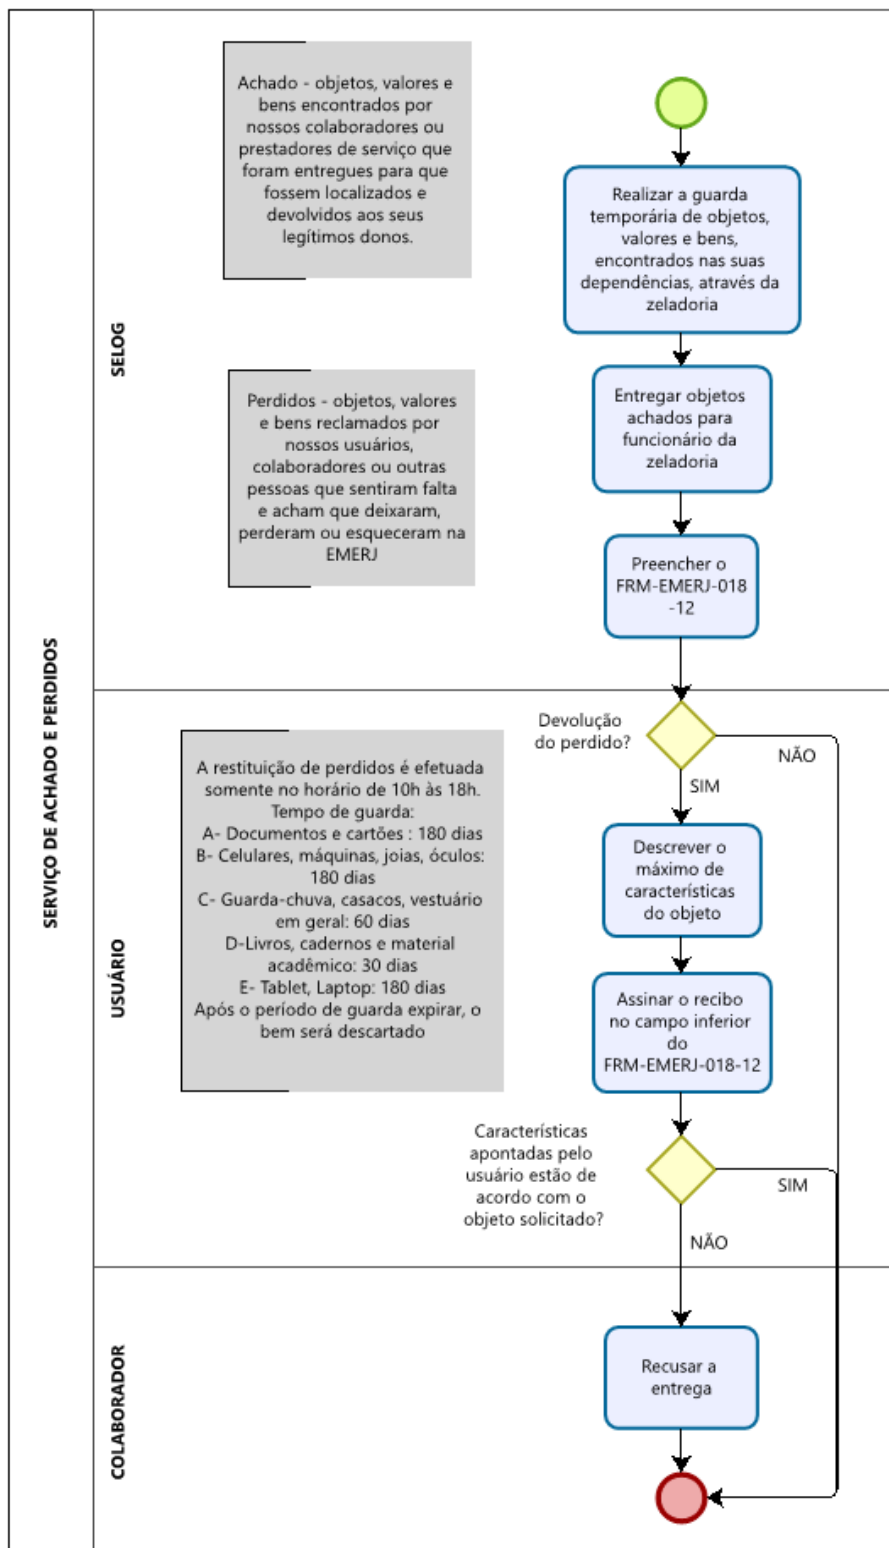 SERVIÇO DE ACHADO E PERDIDOS
SELOG
Achado - objetos, valores e
bens encontrados por
nossos colaboradores ou
prestadores de serviço que
foram entregues para que
fossem localizados e
devolvidos aos seus
legítimos donos.
Realizar a guarda
temporária de objetos,
valores e bens,
encontrados nas suas
dependências, através da
zeladoria
Perdidos - objetos, valores
e bens reclamados por
nossos usuários,
colaboradores ou outras
pessoas que sentiram falta
e acham que deixaram,
perderam ou esqueceram na
EMERJ
Entregar objetos
achados para
funcionário da
zeladoria
Preencher o
FRM-EMERJ-018
-12
USUÁRIO
Devolução
do perdido?
NÃO
SIM
A restituição de perdidos é efetuada
somente no horário de 10h às 18h.
Tempo de guarda:
A- Documentos e cartões : 180 dias
B- Celulares, máquinas, joias, óculos:
180 dias
C- Guarda-chuva, casacos, vestuário
em geral: 60 dias
D-Livros, cadernos e material
acadêmico: 30 dias
E- Tablet, Laptop: 180 dias
Após o período de guarda expirar, o
bem será descartado
Descrever o
máximo de
características
do objeto
Assinar o recibo
no campo inferior
do
FRM-EMERJ-018-12
Características
apontadas pelo
usuário estão de
acordo com o
objeto solicitado?
SIM
NÃO
COLABORADOR
Recusar a
entrega